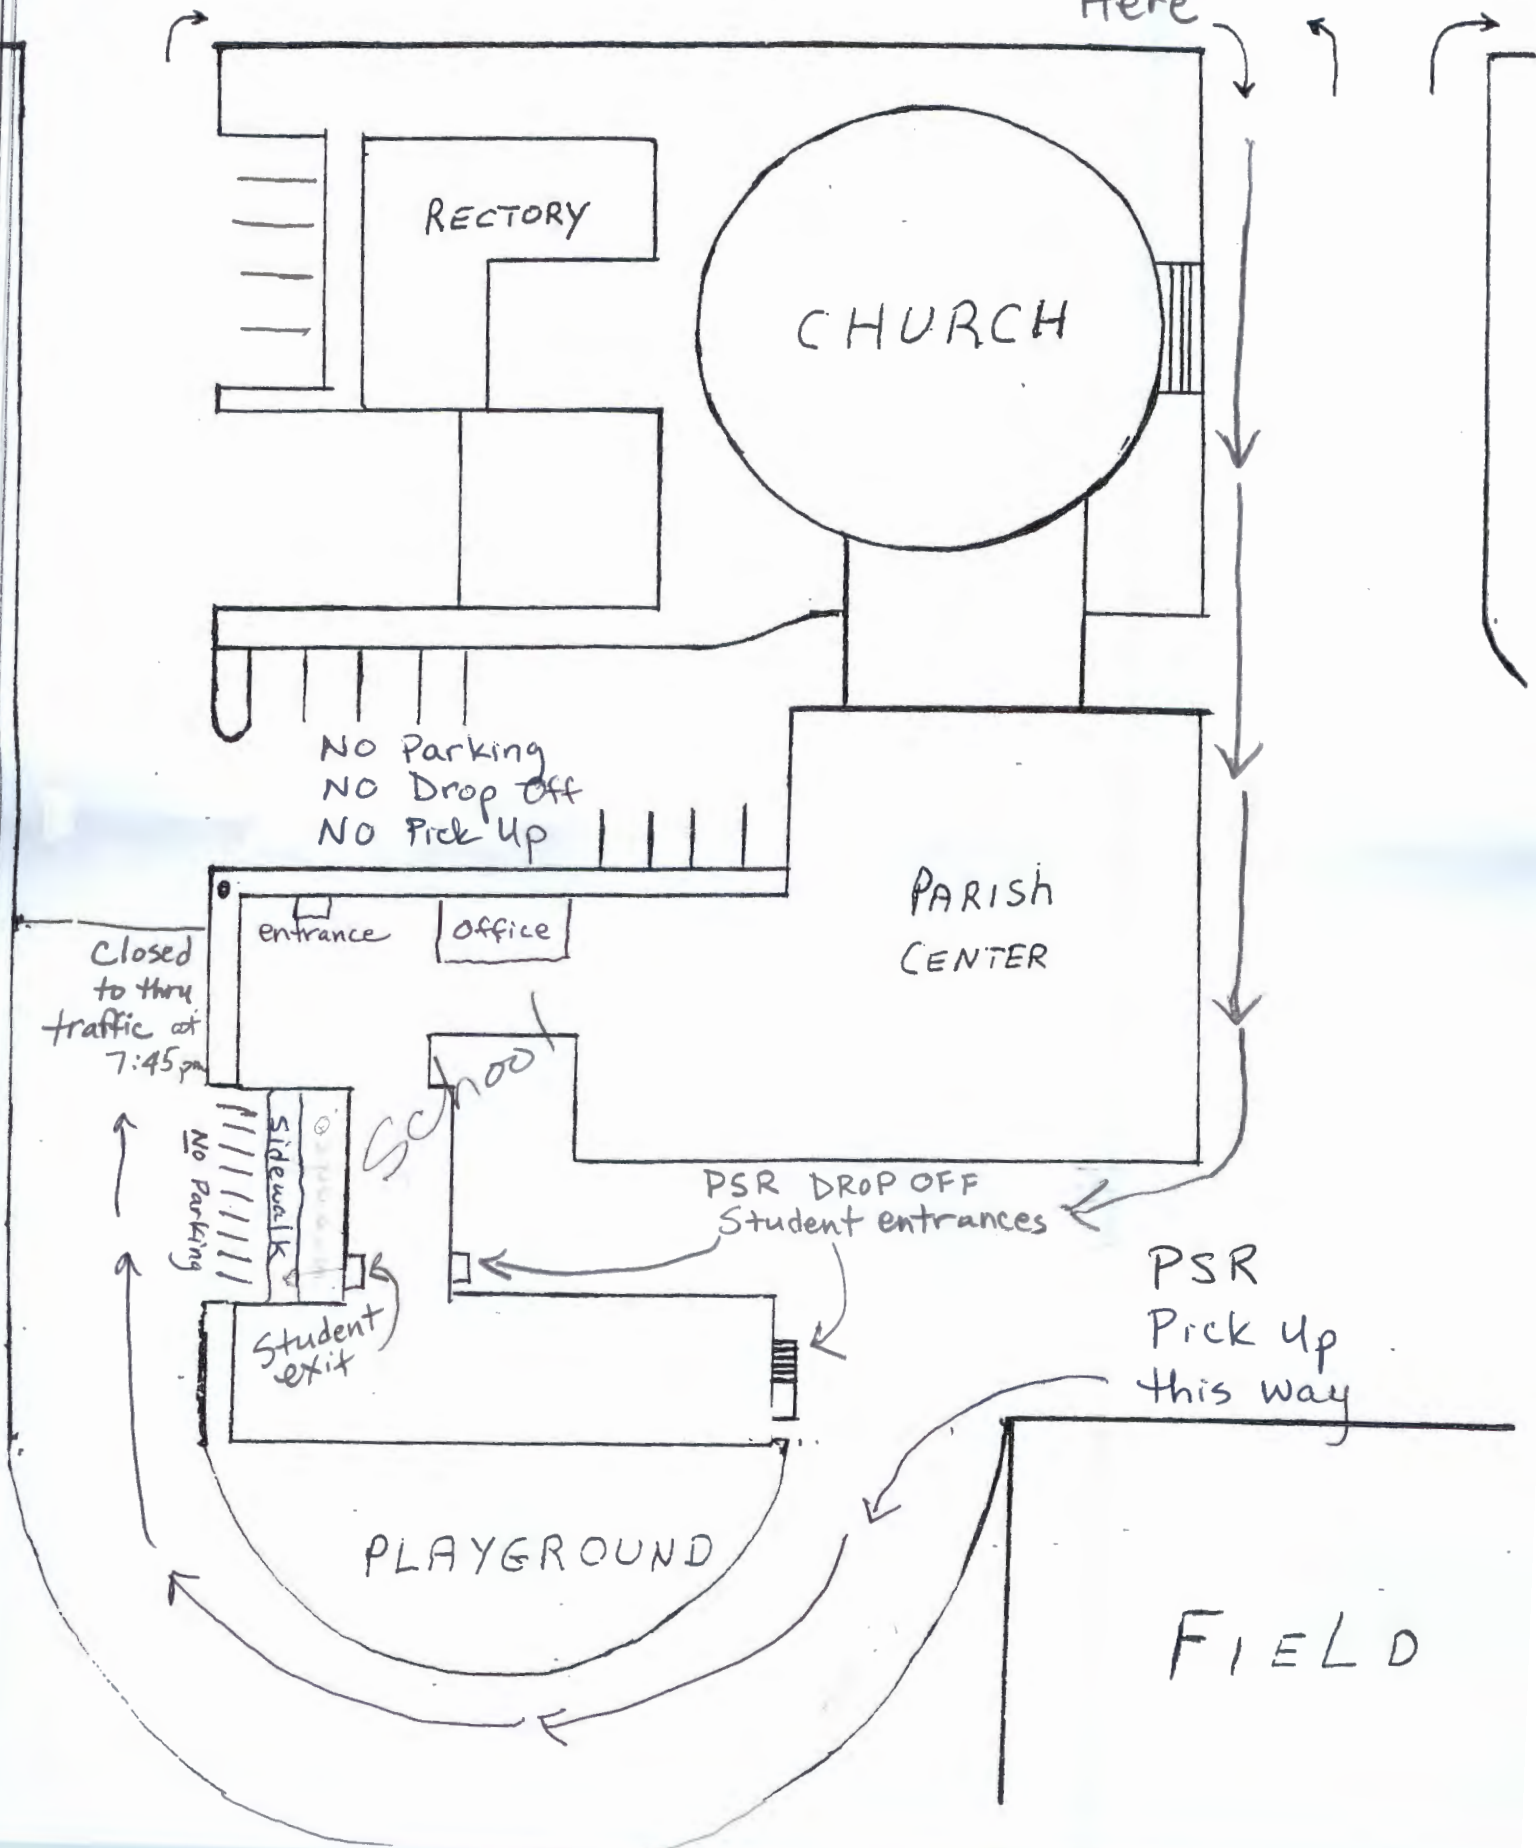 Here
RECTORY
CHURCH
No Parking
No Drop Off
No Pick Up
PARISH
CENTER
entrance
Office
Closed
to thru
traffic at
7:45pm
School
Sidewalk
No Parking
PSR DROP OFF
Student entrances
Student
exit
PSR
Pick Up
this way
PLAYGROUND
FIELD